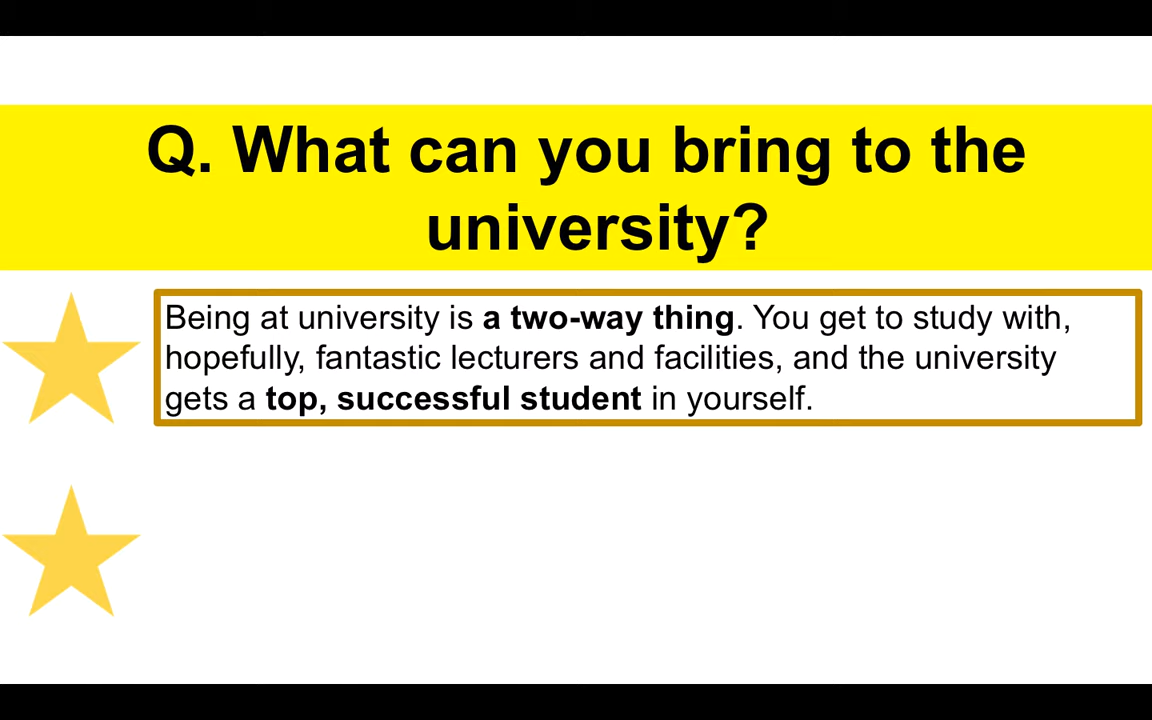 Q. What can you bring to the
university?
Being at university is a two-way thing. You get to study with,
hopefully, fantastic lecturers and facilities, and the university
gets a top, successful student in yourself.